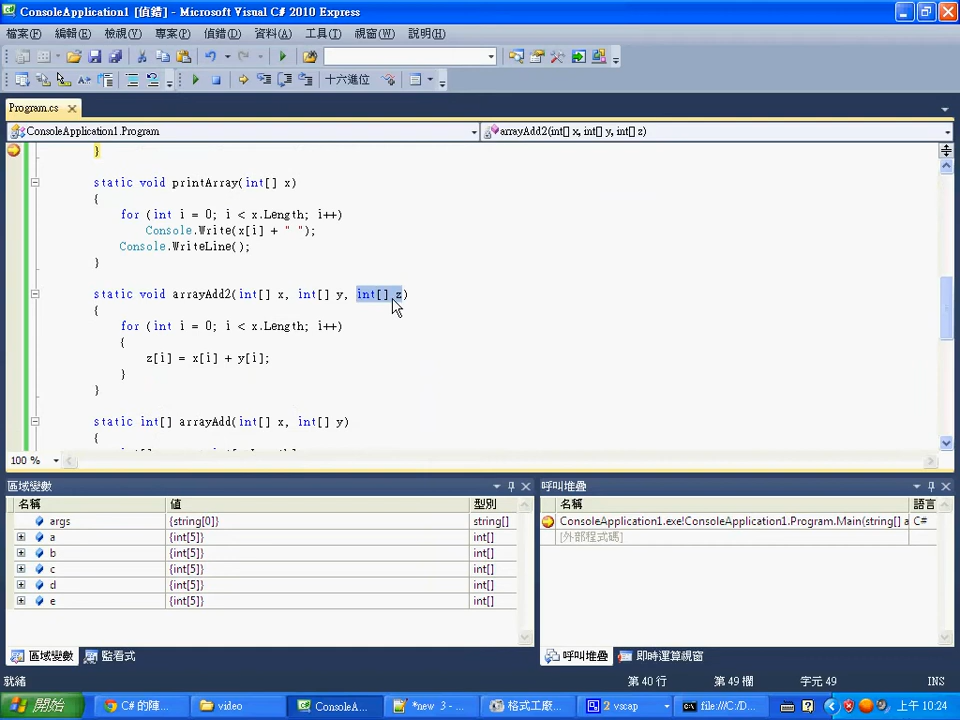 ConsoleApplication1 [偵錯] - Microsoft Visual C# 2010 Express
檔案(F) 編輯(E) 檢視(V) 專案(P) 偵錯(D) 資料(A) 工具(T) 視窗(W) 說明(H)
十六進位
Program.cs
ConsoleApplication1.Program arrayAdd2(int[] x, int[] y, int[] z)
}
static void printArray(int[] x)
{
for (int i = 0; i < x.Length; i++)
Console.Write(x[i] + " ");
Console.WriteLine();
}
static void arrayAdd2(int[] x, int[] y, int[] z)
{
for (int i = 0; i < x.Length; i++)
{
z[i] = x[i] + y[i];
}
}
static int[] arrayAdd(int[] x, int[] y)
{
100 %
區域變數
名稱 值 型別
args {string[0]} string[]
a {int[5]} int[]
b {int[5]} int[]
c {int[5]} int[]
d {int[5]} int[]
e {int[5]} int[]
區域變數 監看式
呼叫堆疊
名稱 語言
ConsoleApplication1.exe!ConsoleApplication1.Program.Main(string[] a C#
[外部程式碼]
呼叫堆疊 即時運算視窗
就緒 第 40 行 第 49 欄 字元 49 INS
開始 C# 的陣... video ConsoleA... *new 3 - ... 格式工廠... 2 vscap file:///C:/D... 上午 10:24